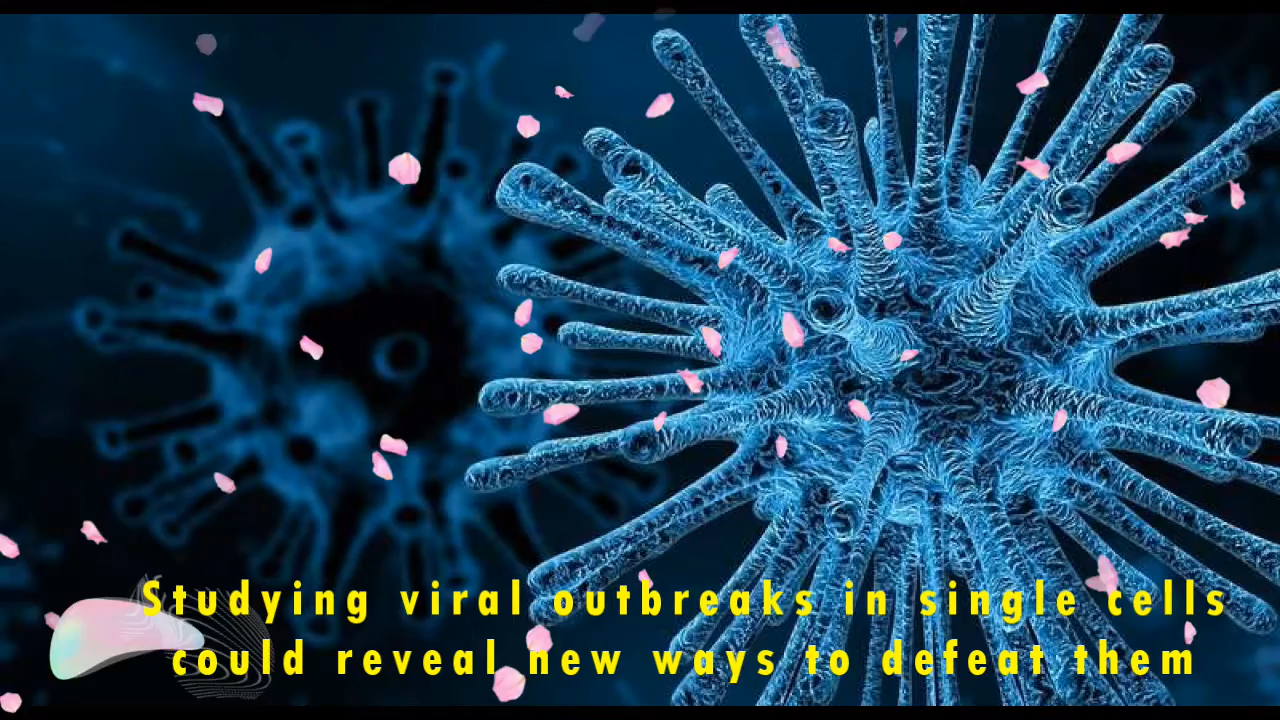 Studying viral outbreaks in single cells
could reveal new ways to defeat them